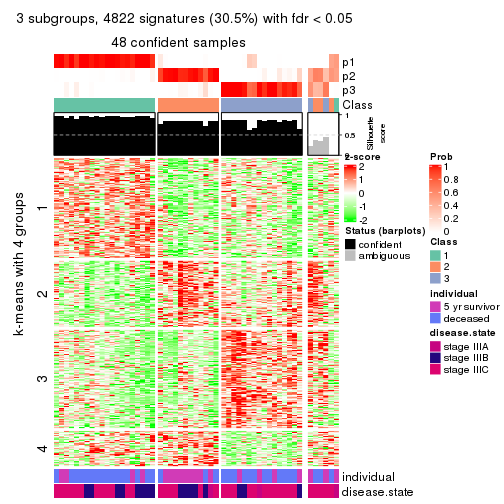 3 subgroups, 4822 signatures (30.5%) with fdr < 0.05
48 confident samples
p1
p2
p3
Class
1
0.5
0
Silhouette
score
k-means with 4 groups
1
2
3
4
z-score
2
1
0
-1
-2
Status (barplots)
confident
ambiguous
Prob
1
0.8
0.6
0.4
0.2
0
Class
1
2
3
individual
5 yr survivor
deceased
disease.state
stage IIIA
stage IIIB
stage IIIC
individual
disease.state